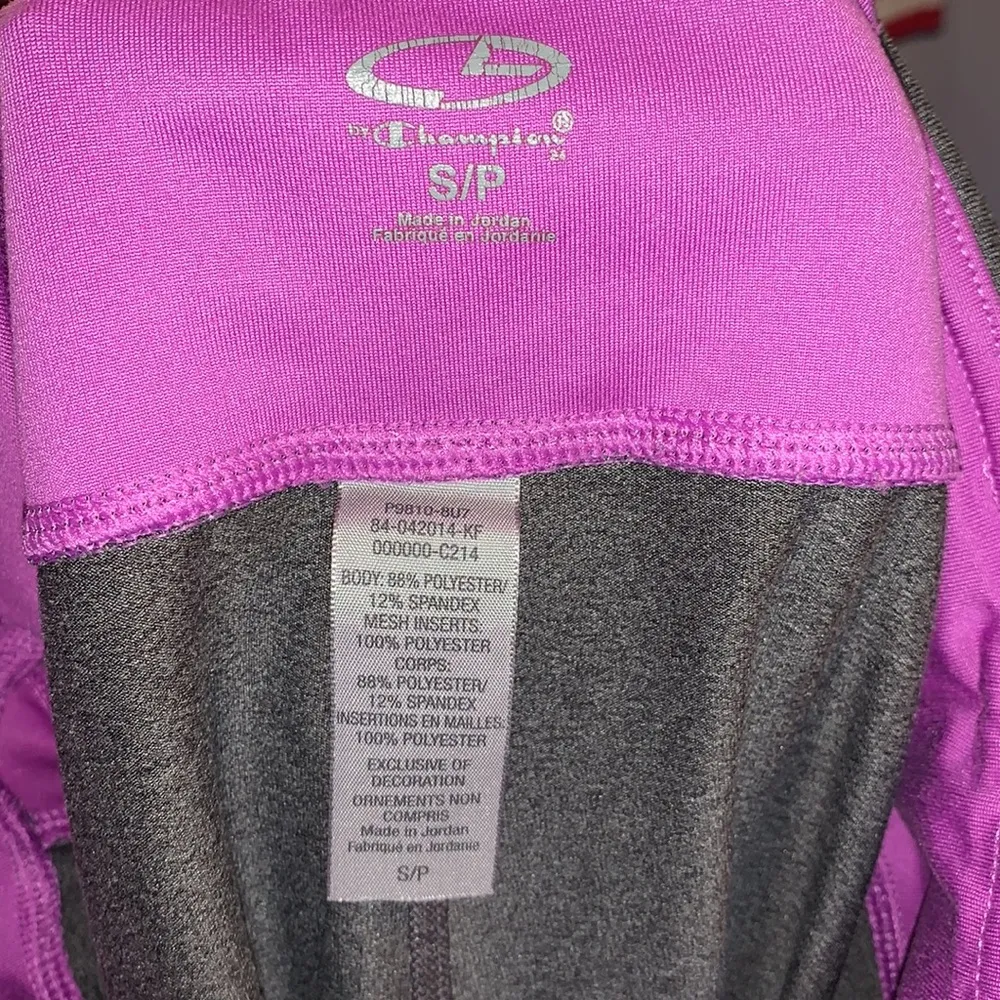 BY Champion®
S/P
Made in Jordan
Fabriqué en Jordanie
P9810-8U7
84-042014-KF
000000-C214
BODY: 88% POLYESTER/
12% SPANDEX
MESH INSERTS:
100% POLYESTER
CORPS:
88% POLYESTER/
12% SPANDEX
INSERTIONS EN MAILLES:
100% POLYESTER
EXCLUSIVE OF
DECORATION
ORNEMENTS NON
COMPRIS
Made in Jordan
Fabriqué en Jordanie
S/P